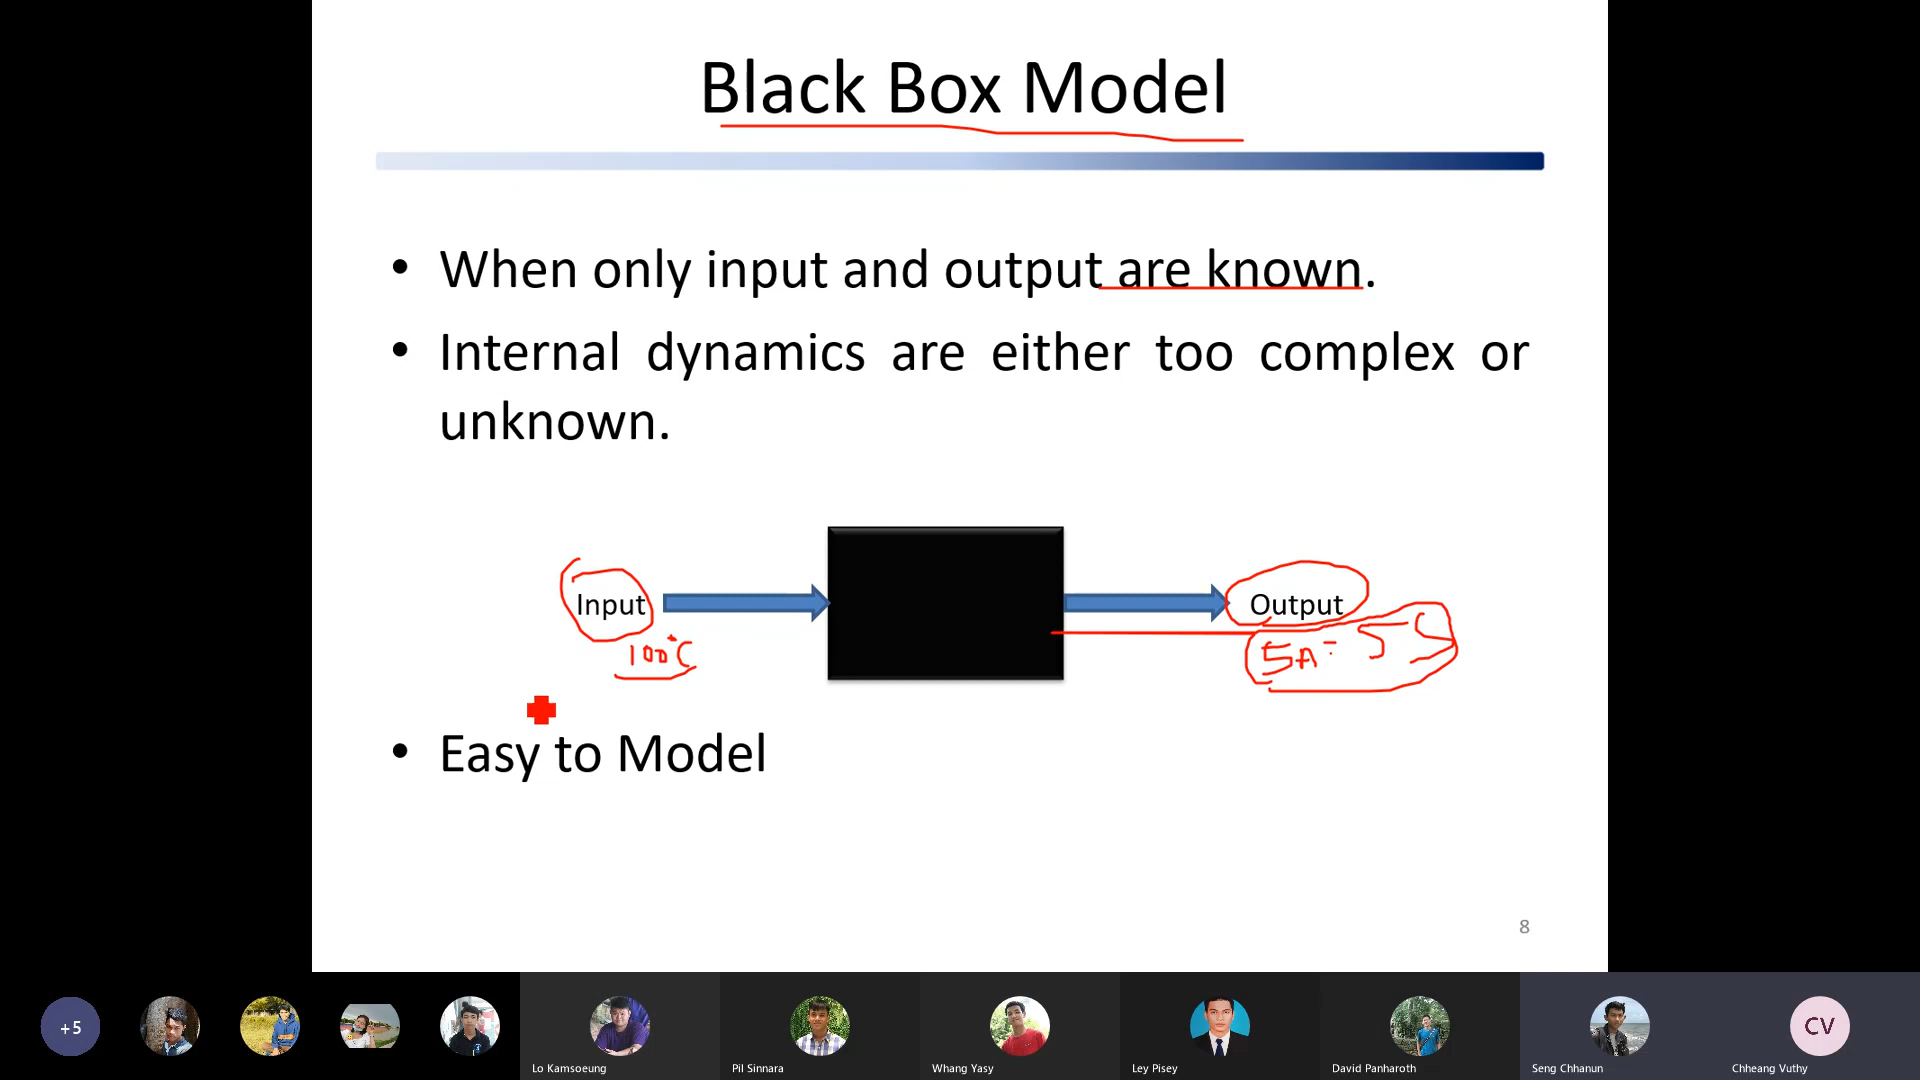 Black Box Model
• When only input and output are known.
• Internal dynamics are either too complex or
unknown.
Input
Output
100°C
5A
• Easy to Model
8
+5
Lo Kamsoeung
Pil Sinnara
Whang Yasy
Ley Pisey
David Panharoth
Seng Chhanun
CV
Chheang Vuthy